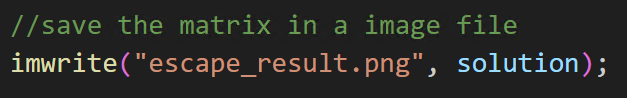 //save the matrix in a image file
imwrite("escape_result.png", solution);